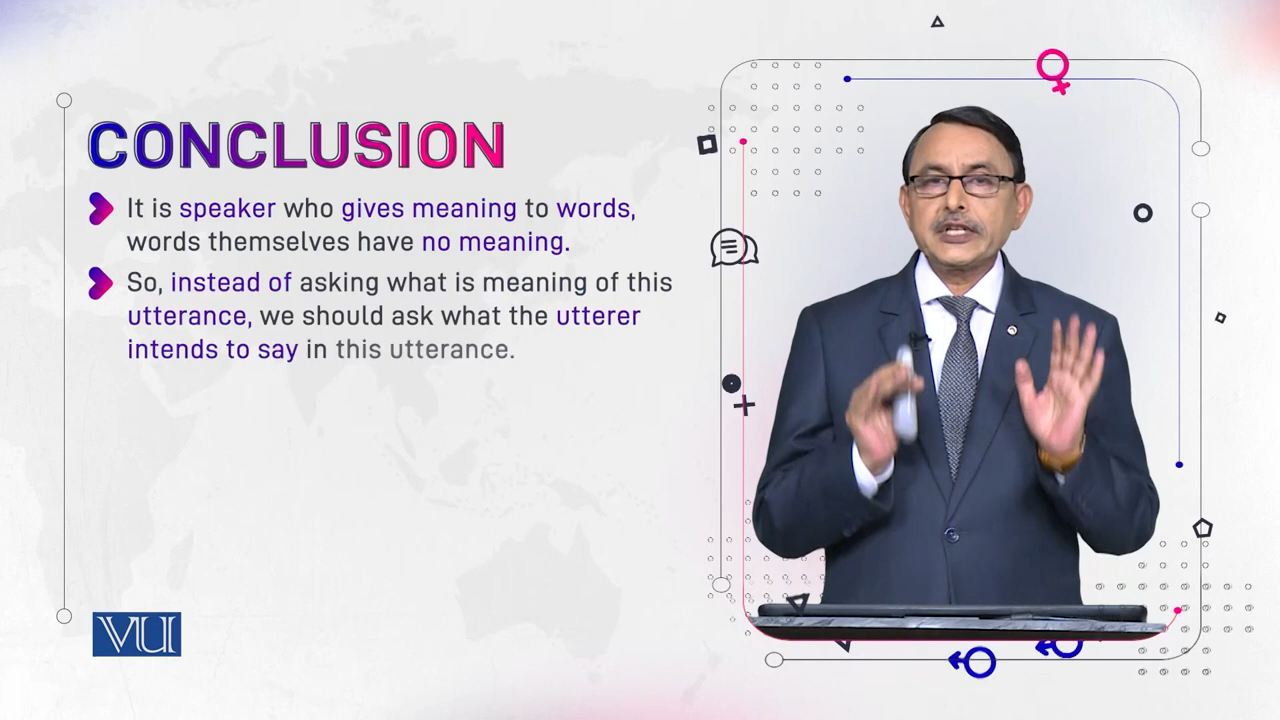 CONCLUSION
It is speaker who gives meaning to words,
words themselves have no meaning.
So, instead of asking what is meaning of this
utterance, we should ask what the utterer
intends to say in this utterance.
VU